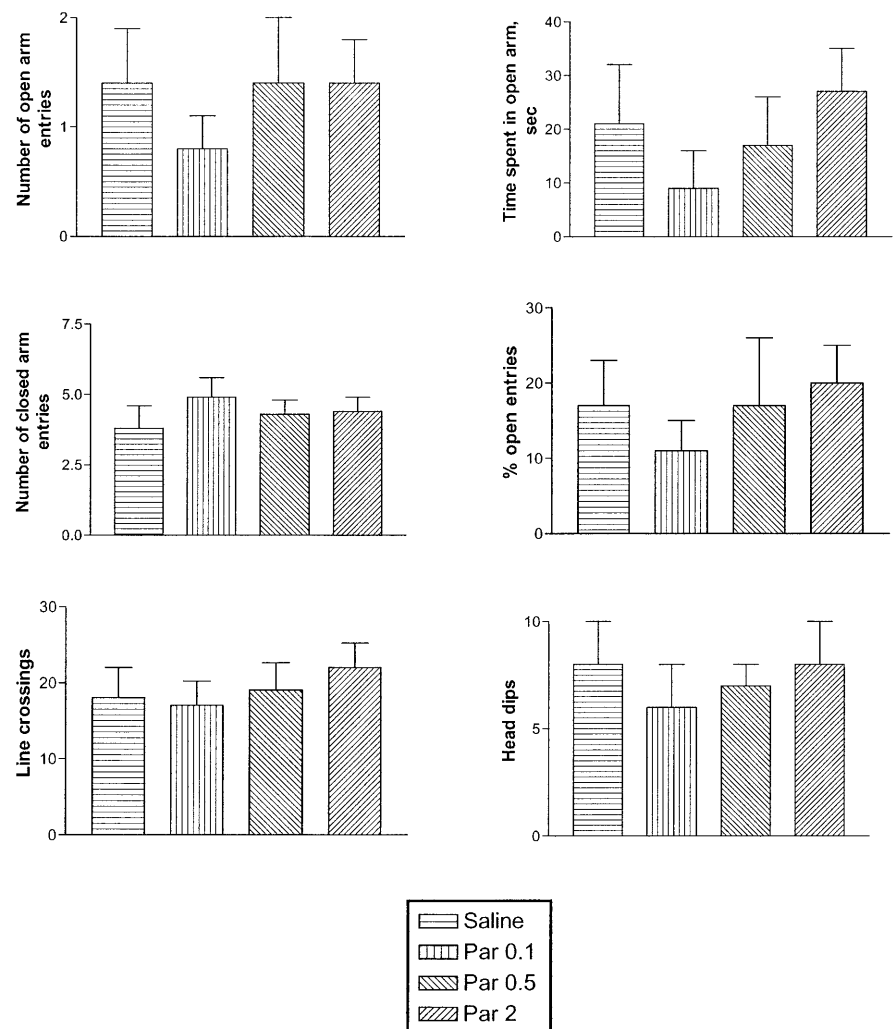 Number of open arm
entries
2
1
0
Time spent in open arm,
sec
40
30
20
10
0
Number of closed arm
entries
7.5
5.0
2.5
0.0
% open entries
30
20
10
0
Line crossings
30
20
10
0
Head dips
10
5
0
Saline
Par 0.1
Par 0.5
Par 2